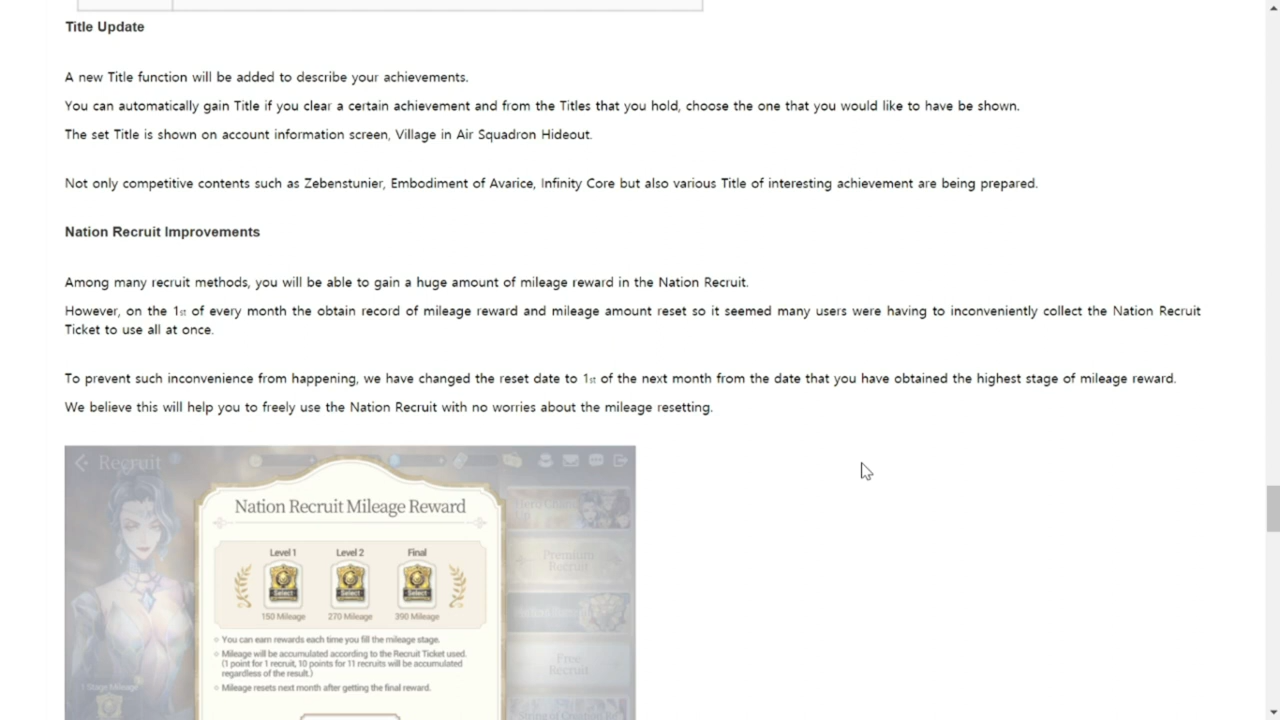 Title Update
A new Title function will be added to describe your achievements.
You can automatically gain Title if you clear a certain achievement and from the Titles that you hold, choose the one that you would like to have be shown.
The set Title is shown on account information screen, Village in Air Squadron Hideout.
Not only competitive contents such as Zebenstunier, Embodiment of Avarice, Infinity Core but also various Title of interesting achievement are being prepared.
Nation Recruit Improvements
Among many recruit methods, you will be able to gain a huge amount of mileage reward in the Nation Recruit.
However, on the 1st of every month the obtain record of mileage reward and mileage amount reset so it seemed many users were having to inconveniently collect the Nation Recruit
Ticket to use all at once.
To prevent such inconvenience from happening, we have changed the reset date to 1st of the next month from the date that you have obtained the highest stage of mileage reward.
We believe this will help you to freely use the Nation Recruit with no worries about the mileage resetting.
Recruit
Nation Recruit Mileage Reward
Level 1 Level 2 Final
Select Select Select
150 Mileage 270 Mileage 390 Mileage
You can earn rewards each time you fill the mileage stage.
Mileage will be accumulated according to the Recruit Ticket used.
(1 point for 1 recruit, 10 points for 11 recruits will be accumulated
regardless of the result.)
Mileage resets next month after getting the final reward.
Premium
Recruit
Free
Recruit
1 Stage Mileage
String of Creation